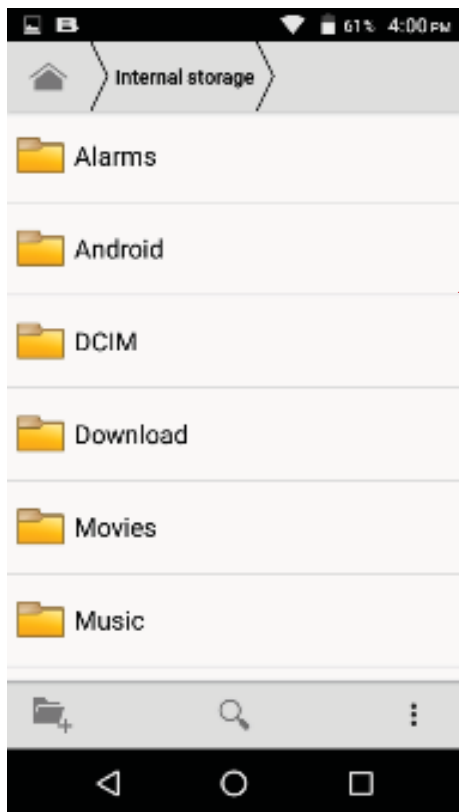 61% 4:00 PM
Internal storage
Alarms
Android
DCIM
Download
Movies
Music